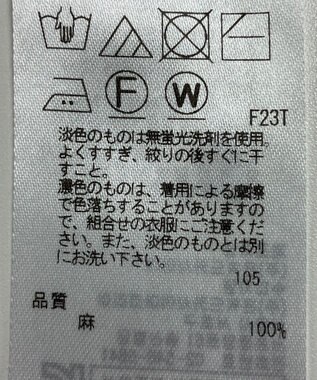 F W
F23T
淡色のものは無蛍光洗剤を使用。
よくすすぎ、絞りの後すぐに干
すこと。
濃色のものは、着用による摩擦
で色落ちすることがありますの
で、組合せの衣服にご注意くだ
さい。また、淡色のものとは別
にお洗い下さい。
105
品質
麻 100%